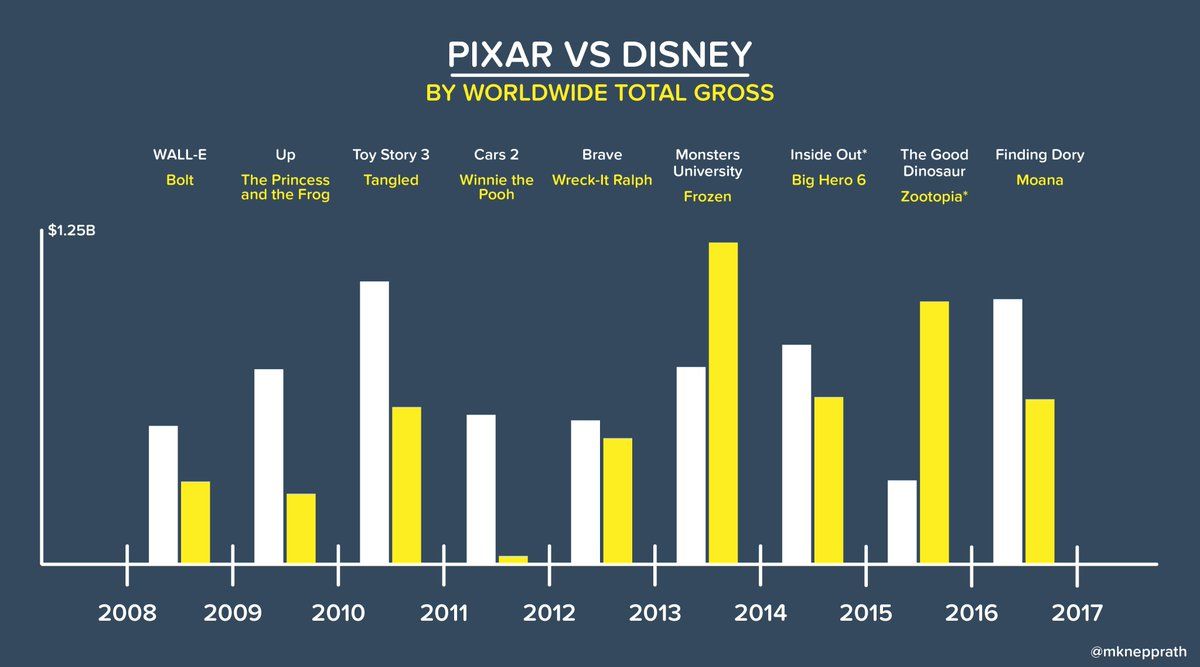 PIXAR VS DISNEY
BY WORLDWIDE TOTAL GROSS
WALL-E
Bolt
Up
The Princess
and the Frog
Toy Story 3
Tangled
Cars 2
Winnie the
Pooh
Brave
Wreck-It Ralph
Monsters
University
Frozen
Inside Out*
Big Hero 6
The Good
Dinosaur
Zootopia*
Finding Dory
Moana
$1.25B
2008
2009
2010
2011
2012
2013
2014
2015
2016
2017
@mknepprath